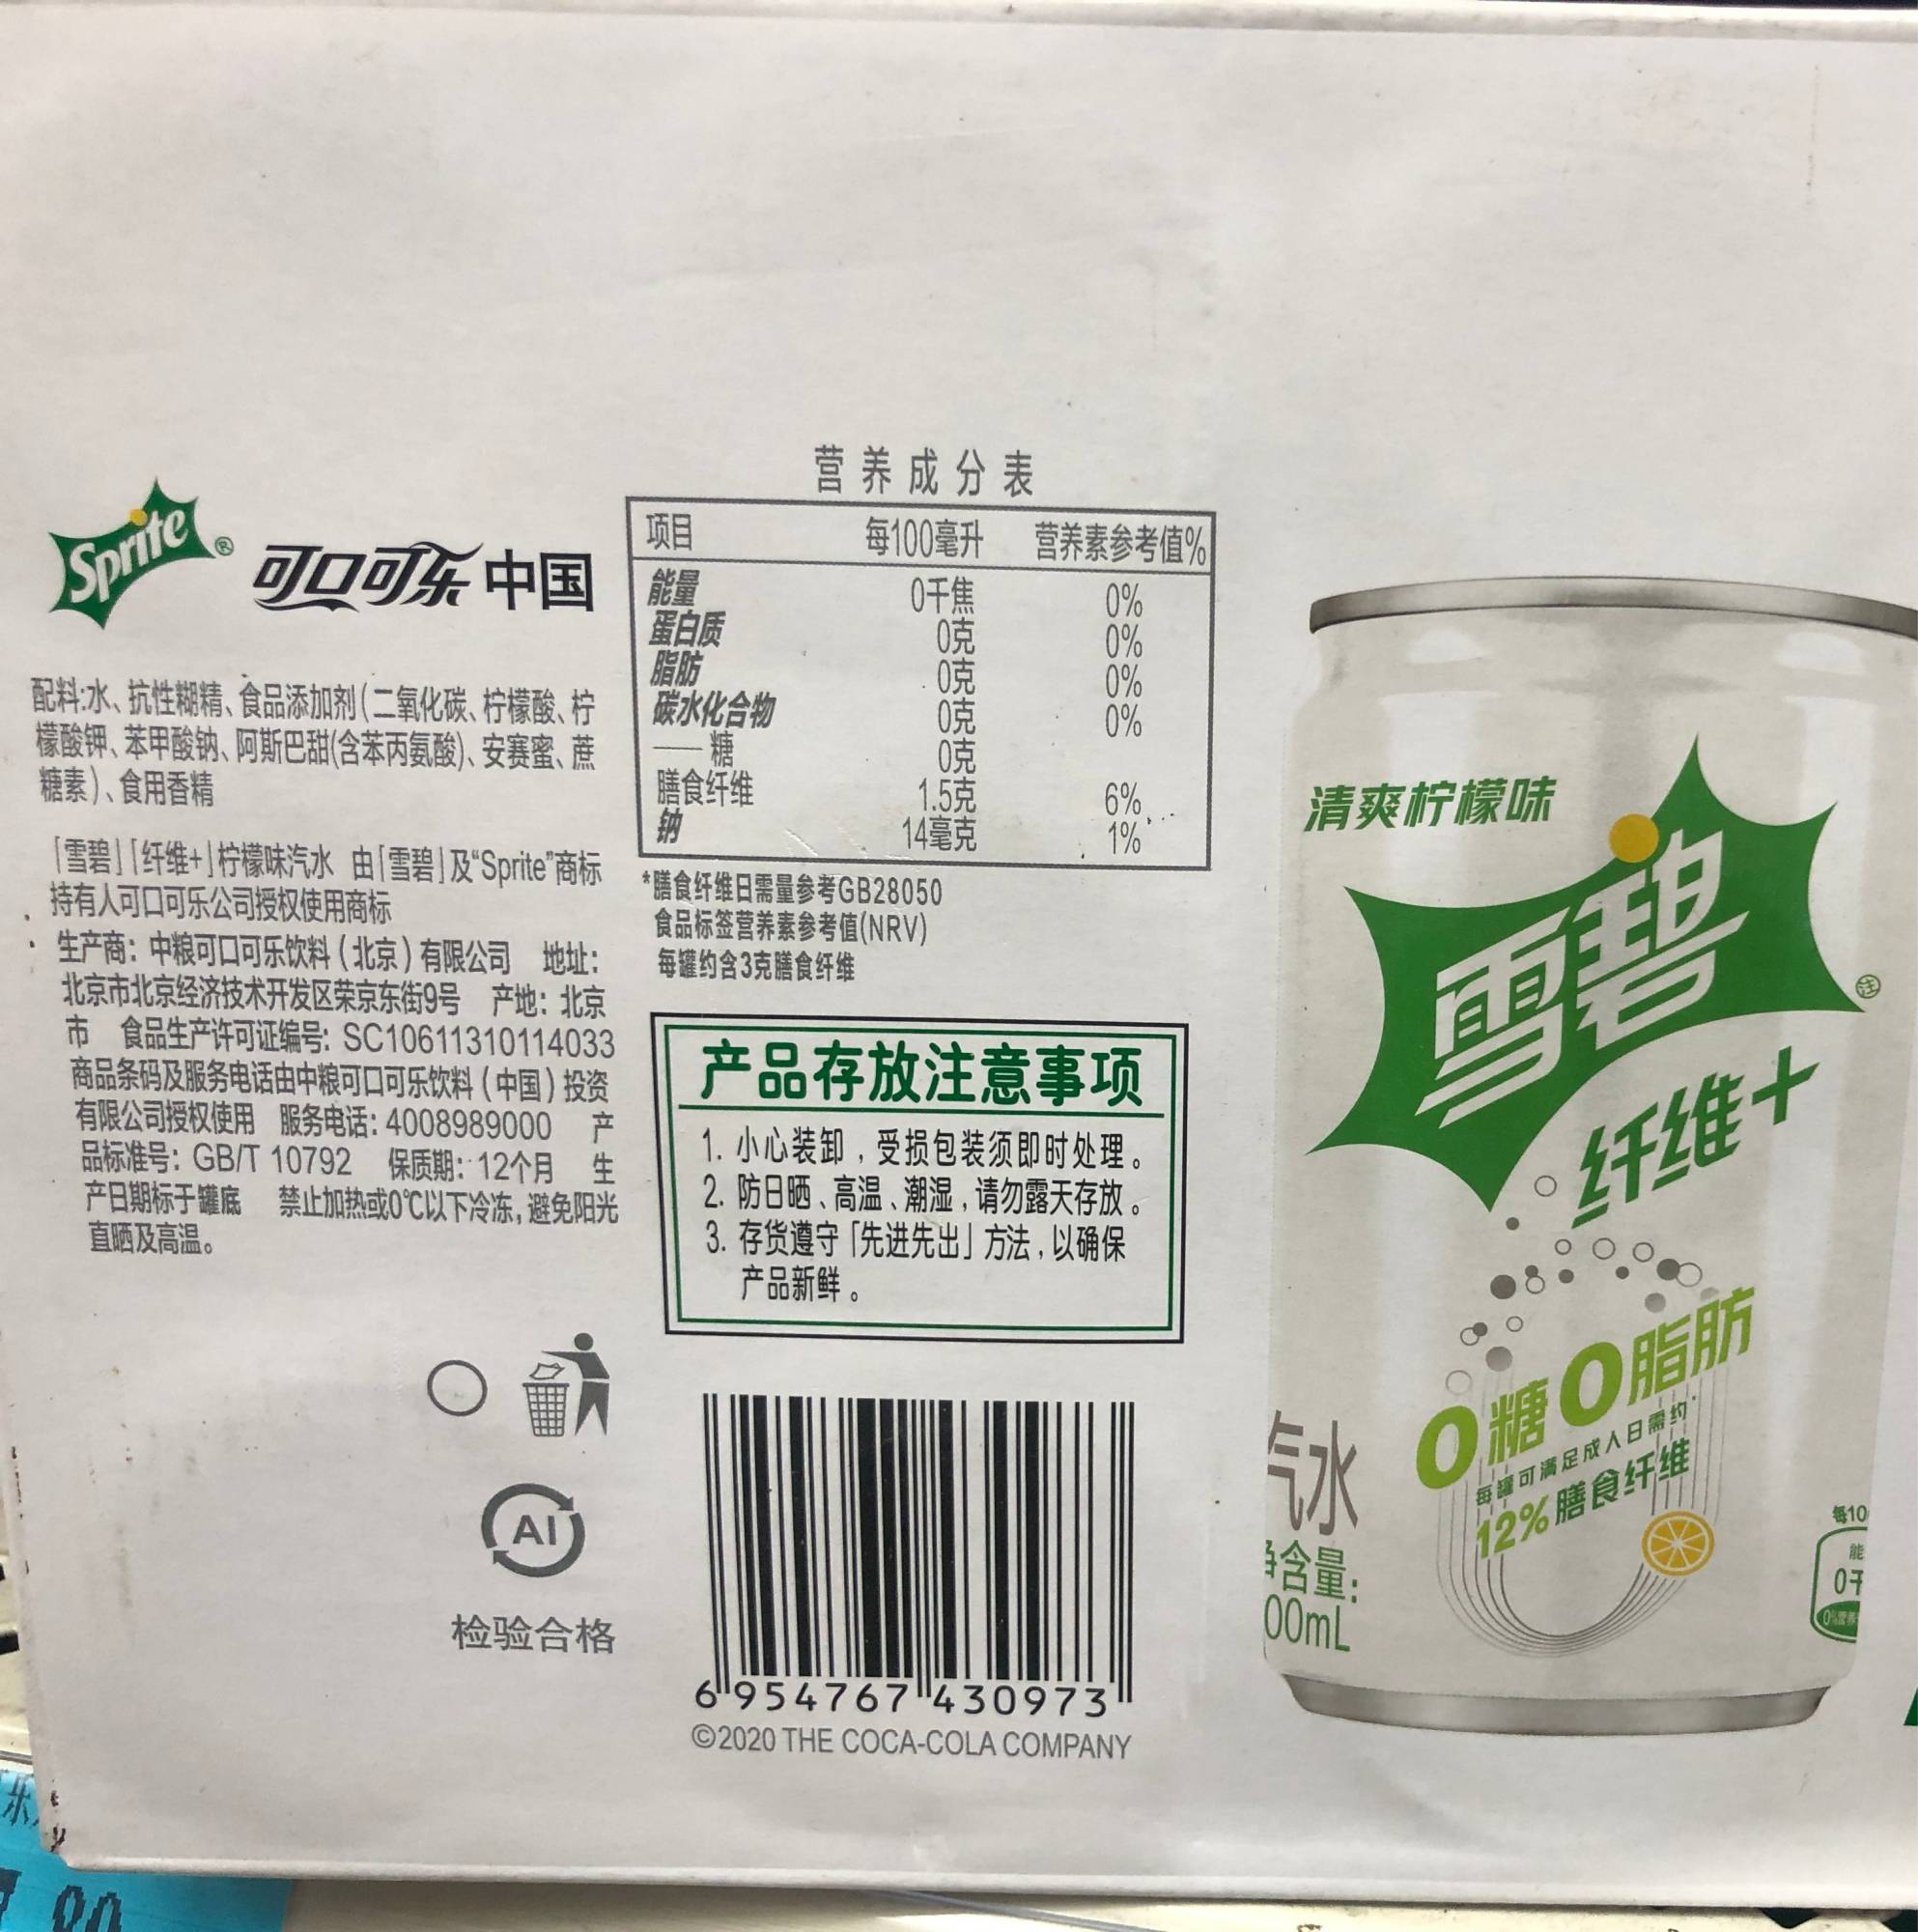 Sprite®
可口可乐 中国
配料:水、抗性糊精、食品添加剂(二氧化碳、柠檬酸、柠
檬酸钾、苯甲酸钠、阿斯巴甜(含苯丙氨酸)、安赛蜜、蔗
糖素)、食用香精
「雪碧」「纤维+」柠檬味汽水 由「雪碧」及“Sprite”商标
持有人可口可乐公司授权使用商标
生产商：中粮可口可乐饮料（北京）有限公司 地址：
北京市北京经济技术开发区荣京东街9号 产地：北京
市 食品生产许可证编号：SC10611310114033
商品条码及服务电话由中粮可口可乐饮料（中国）投资
有限公司授权使用 服务电话：4008989000 产
品标准号：GB/T 10792 保质期：12个月 生
产日期标于罐底 禁止加热或0℃以下冷冻，避免阳光
直晒及高温。
AI
检验合格
营养成分表
项目 每100毫升 营养素参考值%
能量 0千焦 0%
蛋白质 0克 0%
脂肪 0克 0%
碳水化合物 0克 0%
——糖 0克
膳食纤维 1.5克 6%
钠 14毫克 1%
*膳食纤维日需量参考GB28050
食品标签营养素参考值(NRV)
每罐约含3克膳食纤维
产品存放注意事项
1. 小心装卸，受损包装须即时处理。
2. 防日晒、高温、潮湿，请勿露天存放。
3. 存货遵守「先进先出」方法，以确保
产品新鲜。
6 954767 430973
©2020 THE COCA-COLA COMPANY
清爽柠檬味
雪碧
注
纤维+
0糖0脂肪
每罐可满足成人日需约
12%膳食纤维
汽水
净含量:
00mL
每10
能
0千
0%营养
乐
90